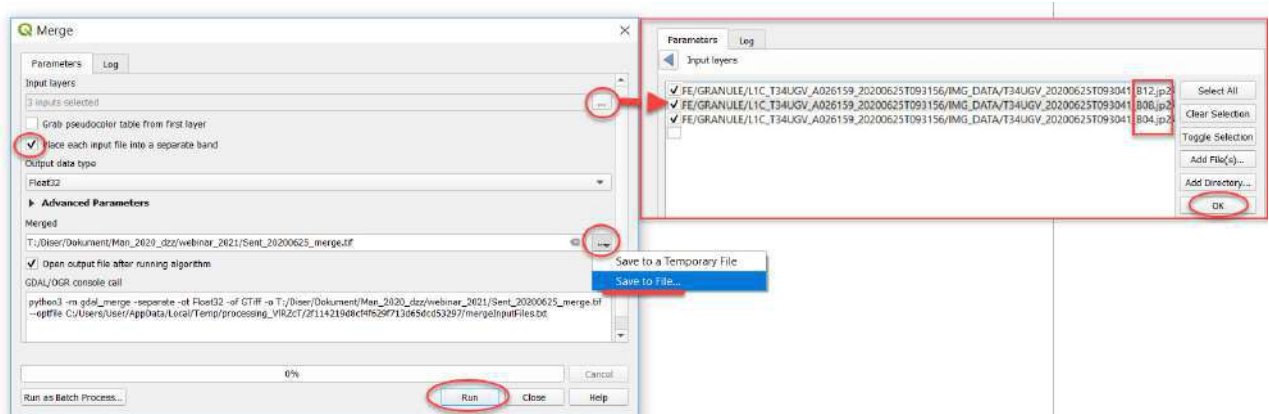 Merge
Parameters
Log
Input layers
3 inputs selected
...
Grab pseudocolor table from first layer
Place each input file into a separate band
Output data type
Float32
Advanced Parameters
Merged
T:/Diser/Dokument/Man_2020_dzz/webinar_2021/Sent_20200625_merge.tif
...
Open output file after running algorithm
GDAL/OGR console call
python3 -m gdal_merge -separate -ot Float32 -of GTiff -o T:/Diser/Dokument/Man_2020_dzz/webinar_2021/Sent_20200625_merge.tif
--optfile
0%
Cancel
Run as Batch Process...
Run
Close
Help
Save to a Temporary File
Save to File...
Parameters
Log
Input layers
FE/GRANULE/L1C_T34UGV_A026159_20200625T093156/IMG_DATA/T34UGV_20200625T093041_B12.jp2
FE/GRANULE/L1C_T34UGV_A026159_20200625T093156/IMG_DATA/T34UGV_20200625T093041_B08.jp2
FE/GRANULE/L1C_T34UGV_A026159_20200625T093156/IMG_DATA/T34UGV_20200625T093041_B04.jp2
Select All
Clear Selection
Toggle Selection
Add File(s)...
Add Directory...
OK